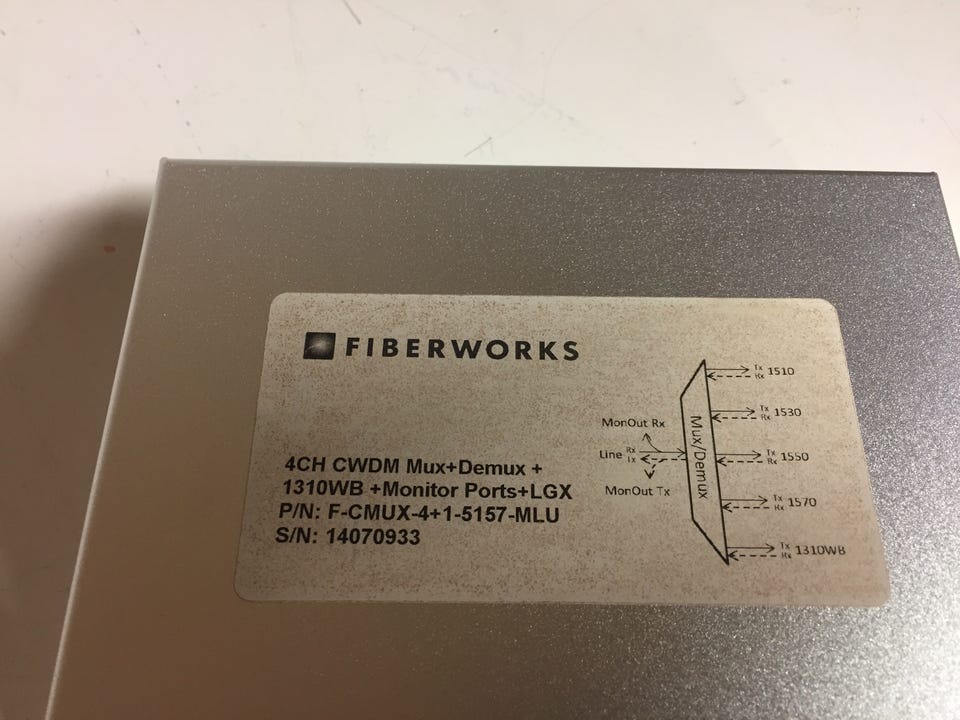 FIBERWORKS
4CH CWDM Mux+Demux +
1310WB +Monitor Ports+LGX
P/N: F-CMUX-4+1-5157-MLU
S/N: 14070933
MonOut Rx
Line Rx
Tx
MonOut Tx
Mux/Demux
Tx
Rx 1510
Tx
Rx 1530
Tx
Rx 1550
Tx
Rx 1570
Tx
Rx 1310WB